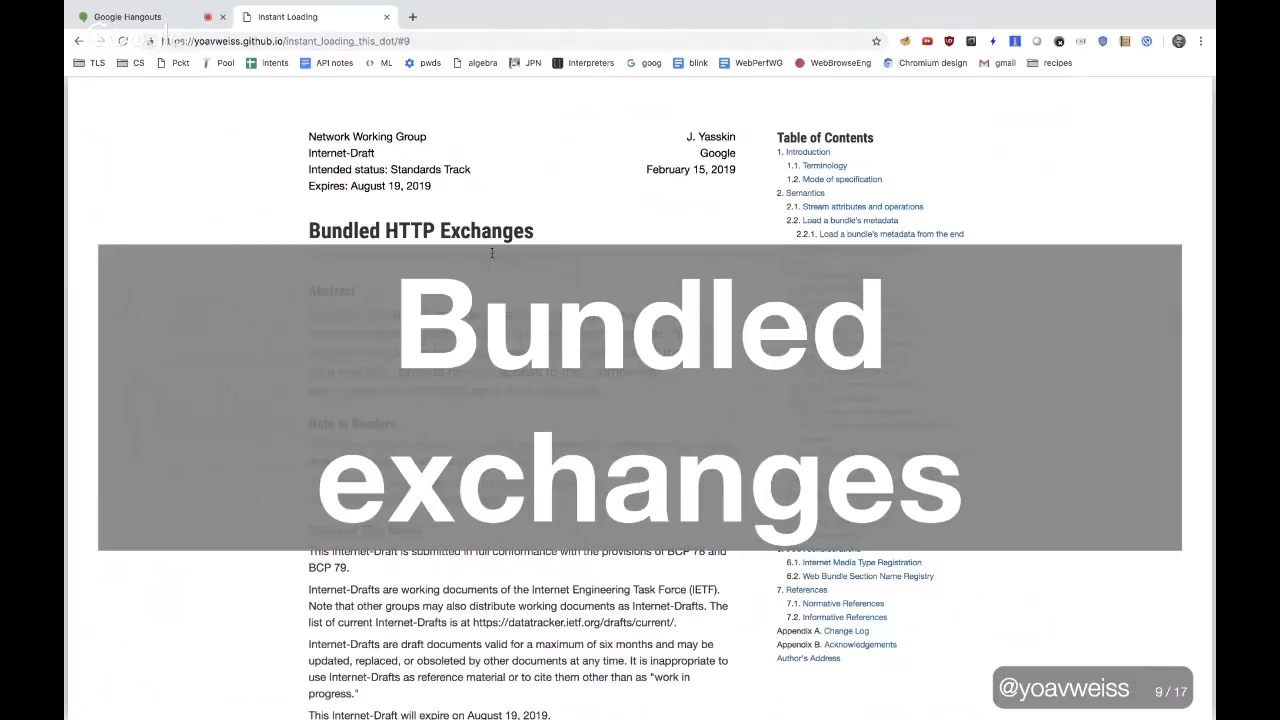 Google Hangouts
Instant Loading
https://yoavweiss.github.io/instant_loading_this_dot/#9
TLS
CS
Pckt
Pool
Intents
API notes
ML
pwds
algebra
JPN
Interpreters
goog
blink
WebPerfWG
WebBrowseEng
Chromium design
gmail
recipes
Network Working Group
J. Yasskin
Internet-Draft
Google
Intended status: Standards Track
February 15, 2019
Expires: August 19, 2019
Bundled HTTP Exchanges
Table of Contents
1. Introduction
1.1. Terminology
1.2. Mode of specification
2. Semantics
2.1. Stream attributes and operations
2.2. Load a bundle's metadata
2.2.1. Load a bundle's metadata from the end
Abstract
Note to Readers
Bundled
exchanges
This Internet-Draft is submitted in full conformance with the provisions of BCP 78 and
BCP 79.
Internet-Drafts are working documents of the Internet Engineering Task Force (IETF).
Note that other groups may also distribute working documents as Internet-Drafts. The
list of current Internet-Drafts is at https://datatracker.ietf.org/drafts/current/.
Internet-Drafts are draft documents valid for a maximum of six months and may be
updated, replaced, or obsoleted by other documents at any time. It is inappropriate to
use Internet-Drafts as reference material or to cite them other than as "work in
progress."
This Internet-Draft will expire on August 19, 2019.
6.1. Internet Media Type Registration
6.2. Web Bundle Section Name Registry
7. References
7.1. Normative References
7.2. Informative References
Appendix A. Change Log
Appendix B. Acknowledgements
Author's Address
@yoavweiss 9 / 17